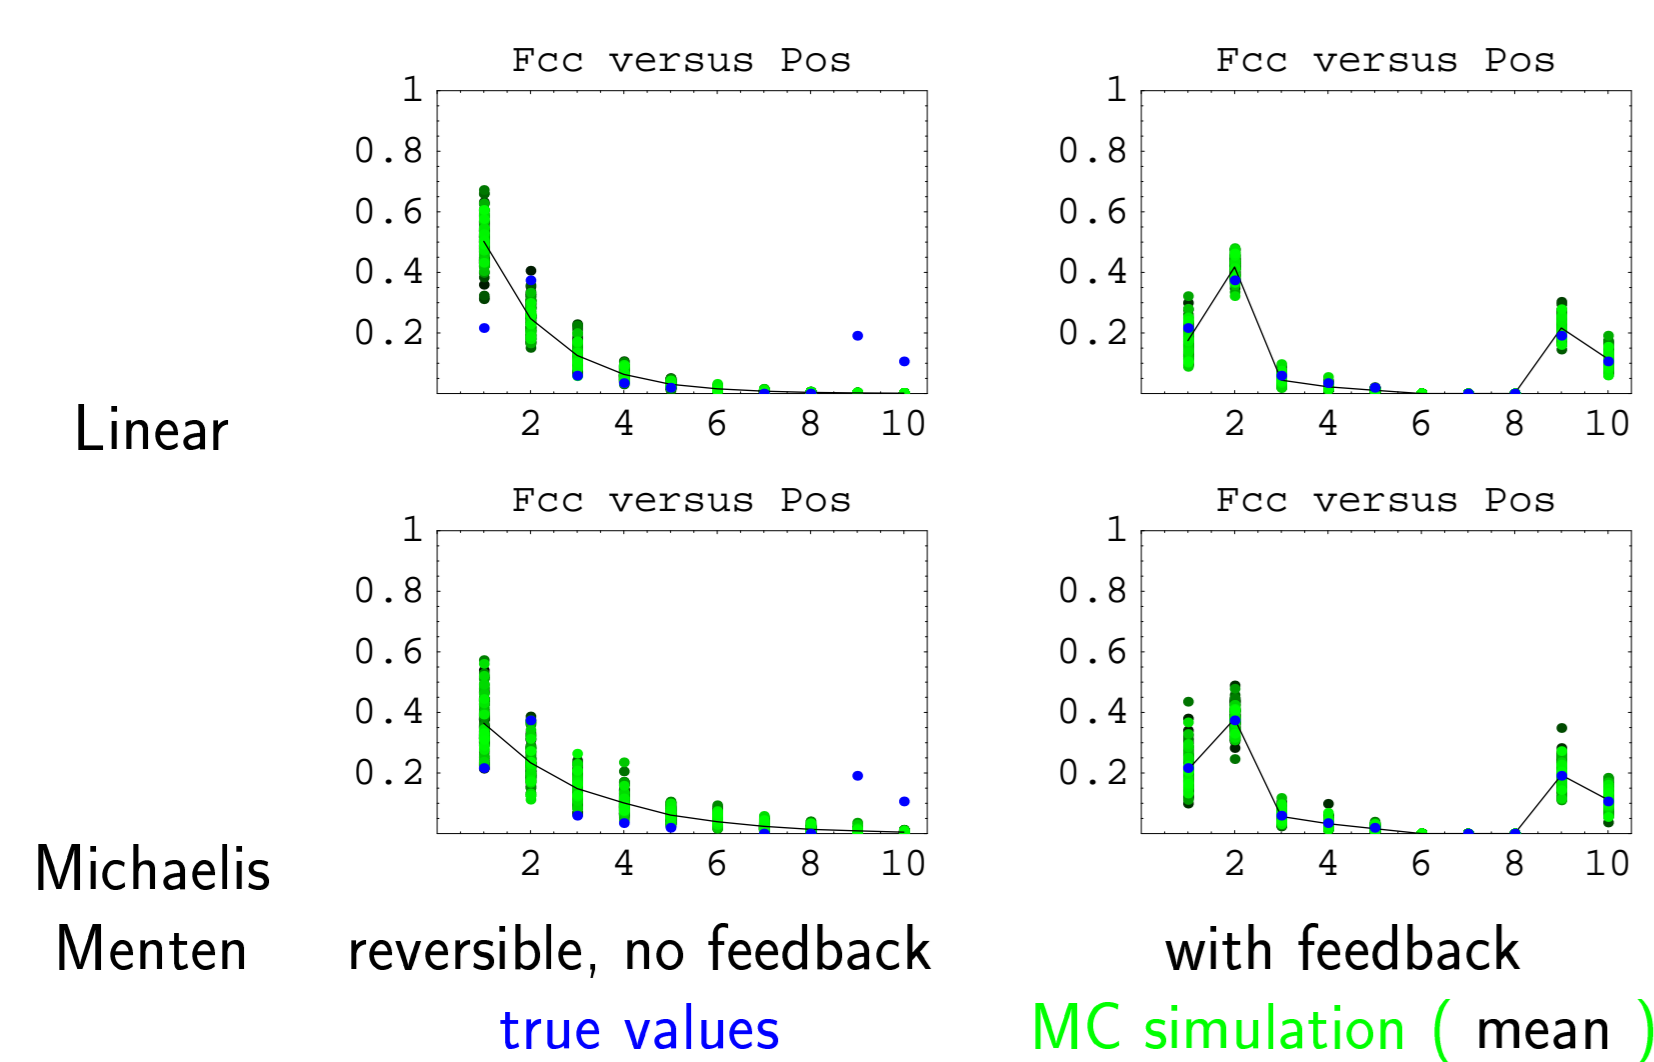 Fcc versus Pos
1
0.8
0.6
0.4
0.2
2 4 6 8 10
Fcc versus Pos
1
0.8
0.6
0.4
0.2
2 4 6 8 10
Linear
Fcc versus Pos
1
0.8
0.6
0.4
0.2
2 4 6 8 10
Fcc versus Pos
1
0.8
0.6
0.4
0.2
2 4 6 8 10
Michaelis
Menten
reversible, no feedback
with feedback
true values
MC simulation ( mean )